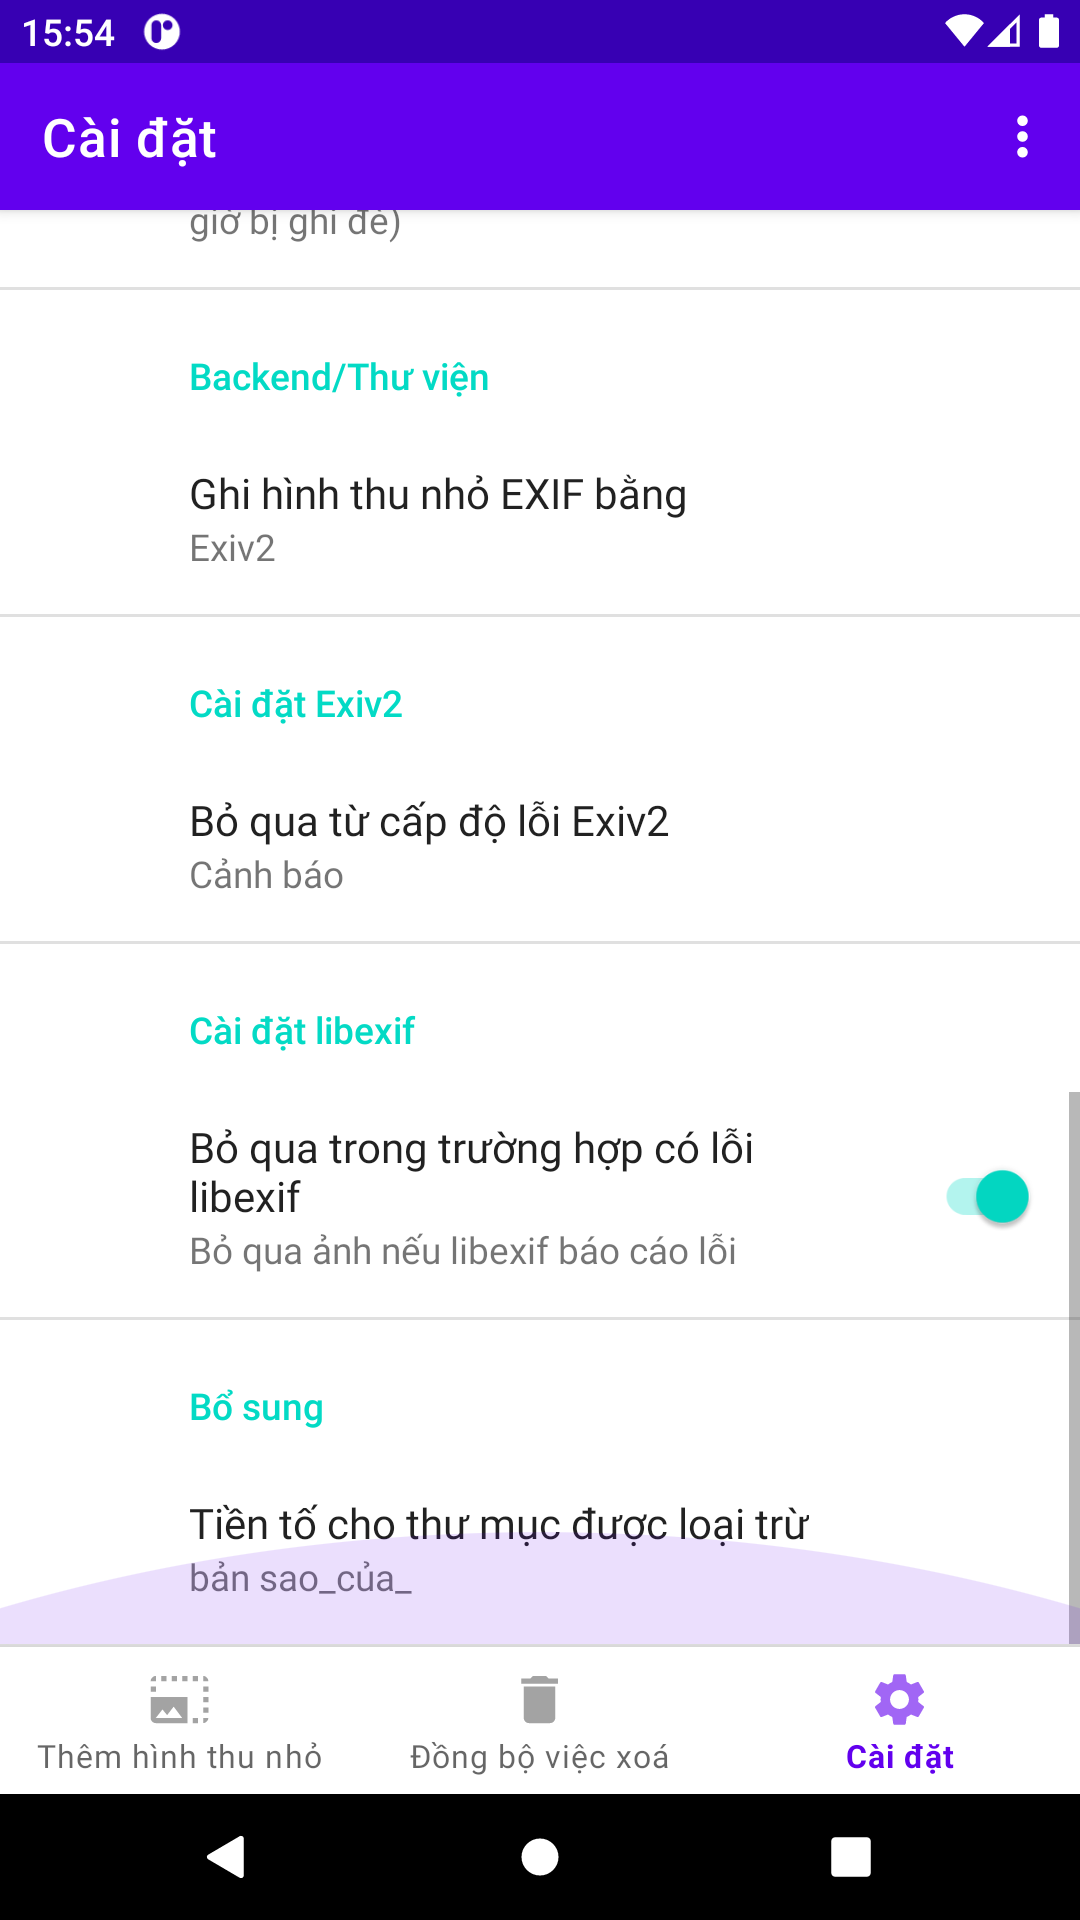 15:54
Cài đặt
giờ bị ghi đè)
Backend/Thư viện
Ghi hình thu nhỏ EXIF bằng
Exiv2
Cài đặt Exiv2
Bỏ qua từ cấp độ lỗi Exiv2
Cảnh báo
Cài đặt libexif
Bỏ qua trong trường hợp có lỗi
libexif
Bỏ qua ảnh nếu libexif báo cáo lỗi
Bổ sung
Tiền tố cho thư mục được loại trừ
bản sao_của_
Thêm hình thu nhỏ
Đồng bộ việc xoá
Cài đặt